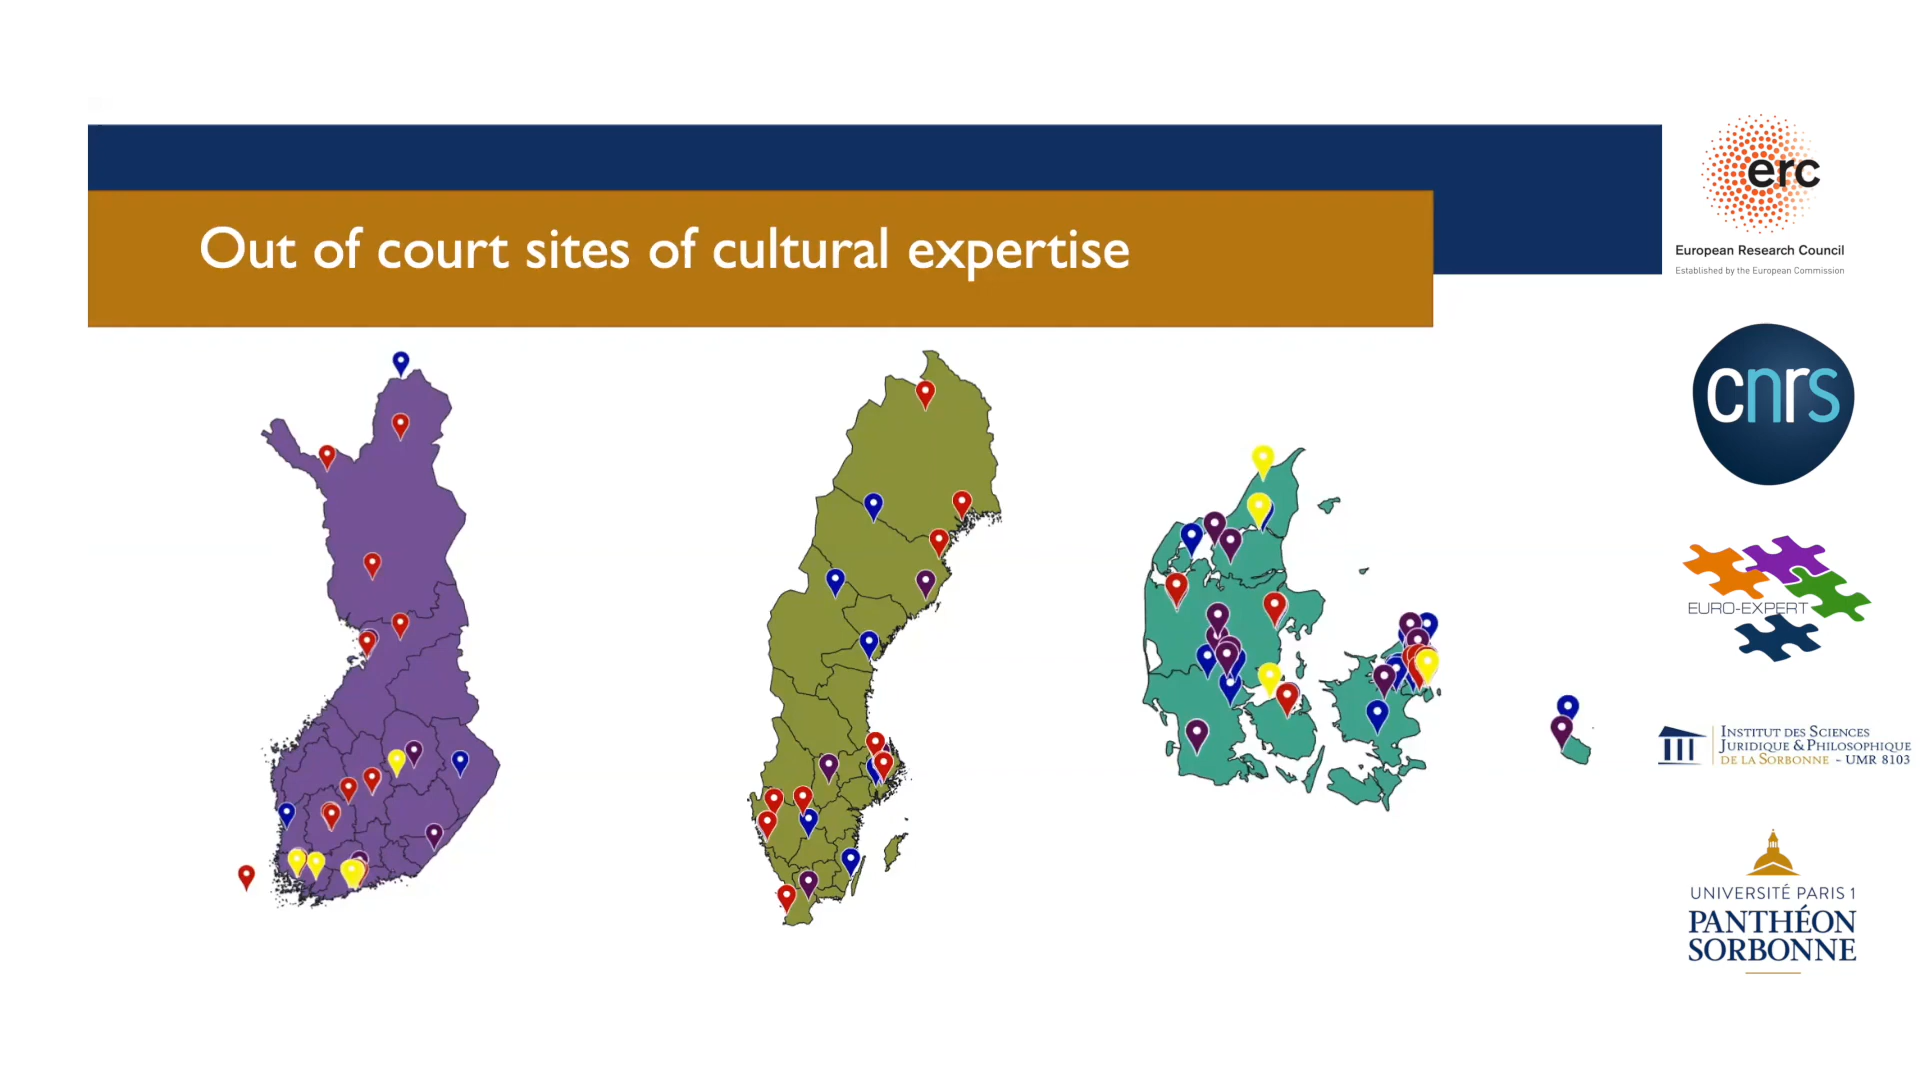 Out of court sites of cultural expertise
erc
European Research Council
Established by the European Commission
cnrs
EURO-EXPERT
INSTITUT DES SCIENCES
JURIDIQUE & PHILOSOPHIQUE
DE LA SORBONNE - UMR 8103
UNIVERSITÉ PARIS 1
PANTHÉON
SORBONNE